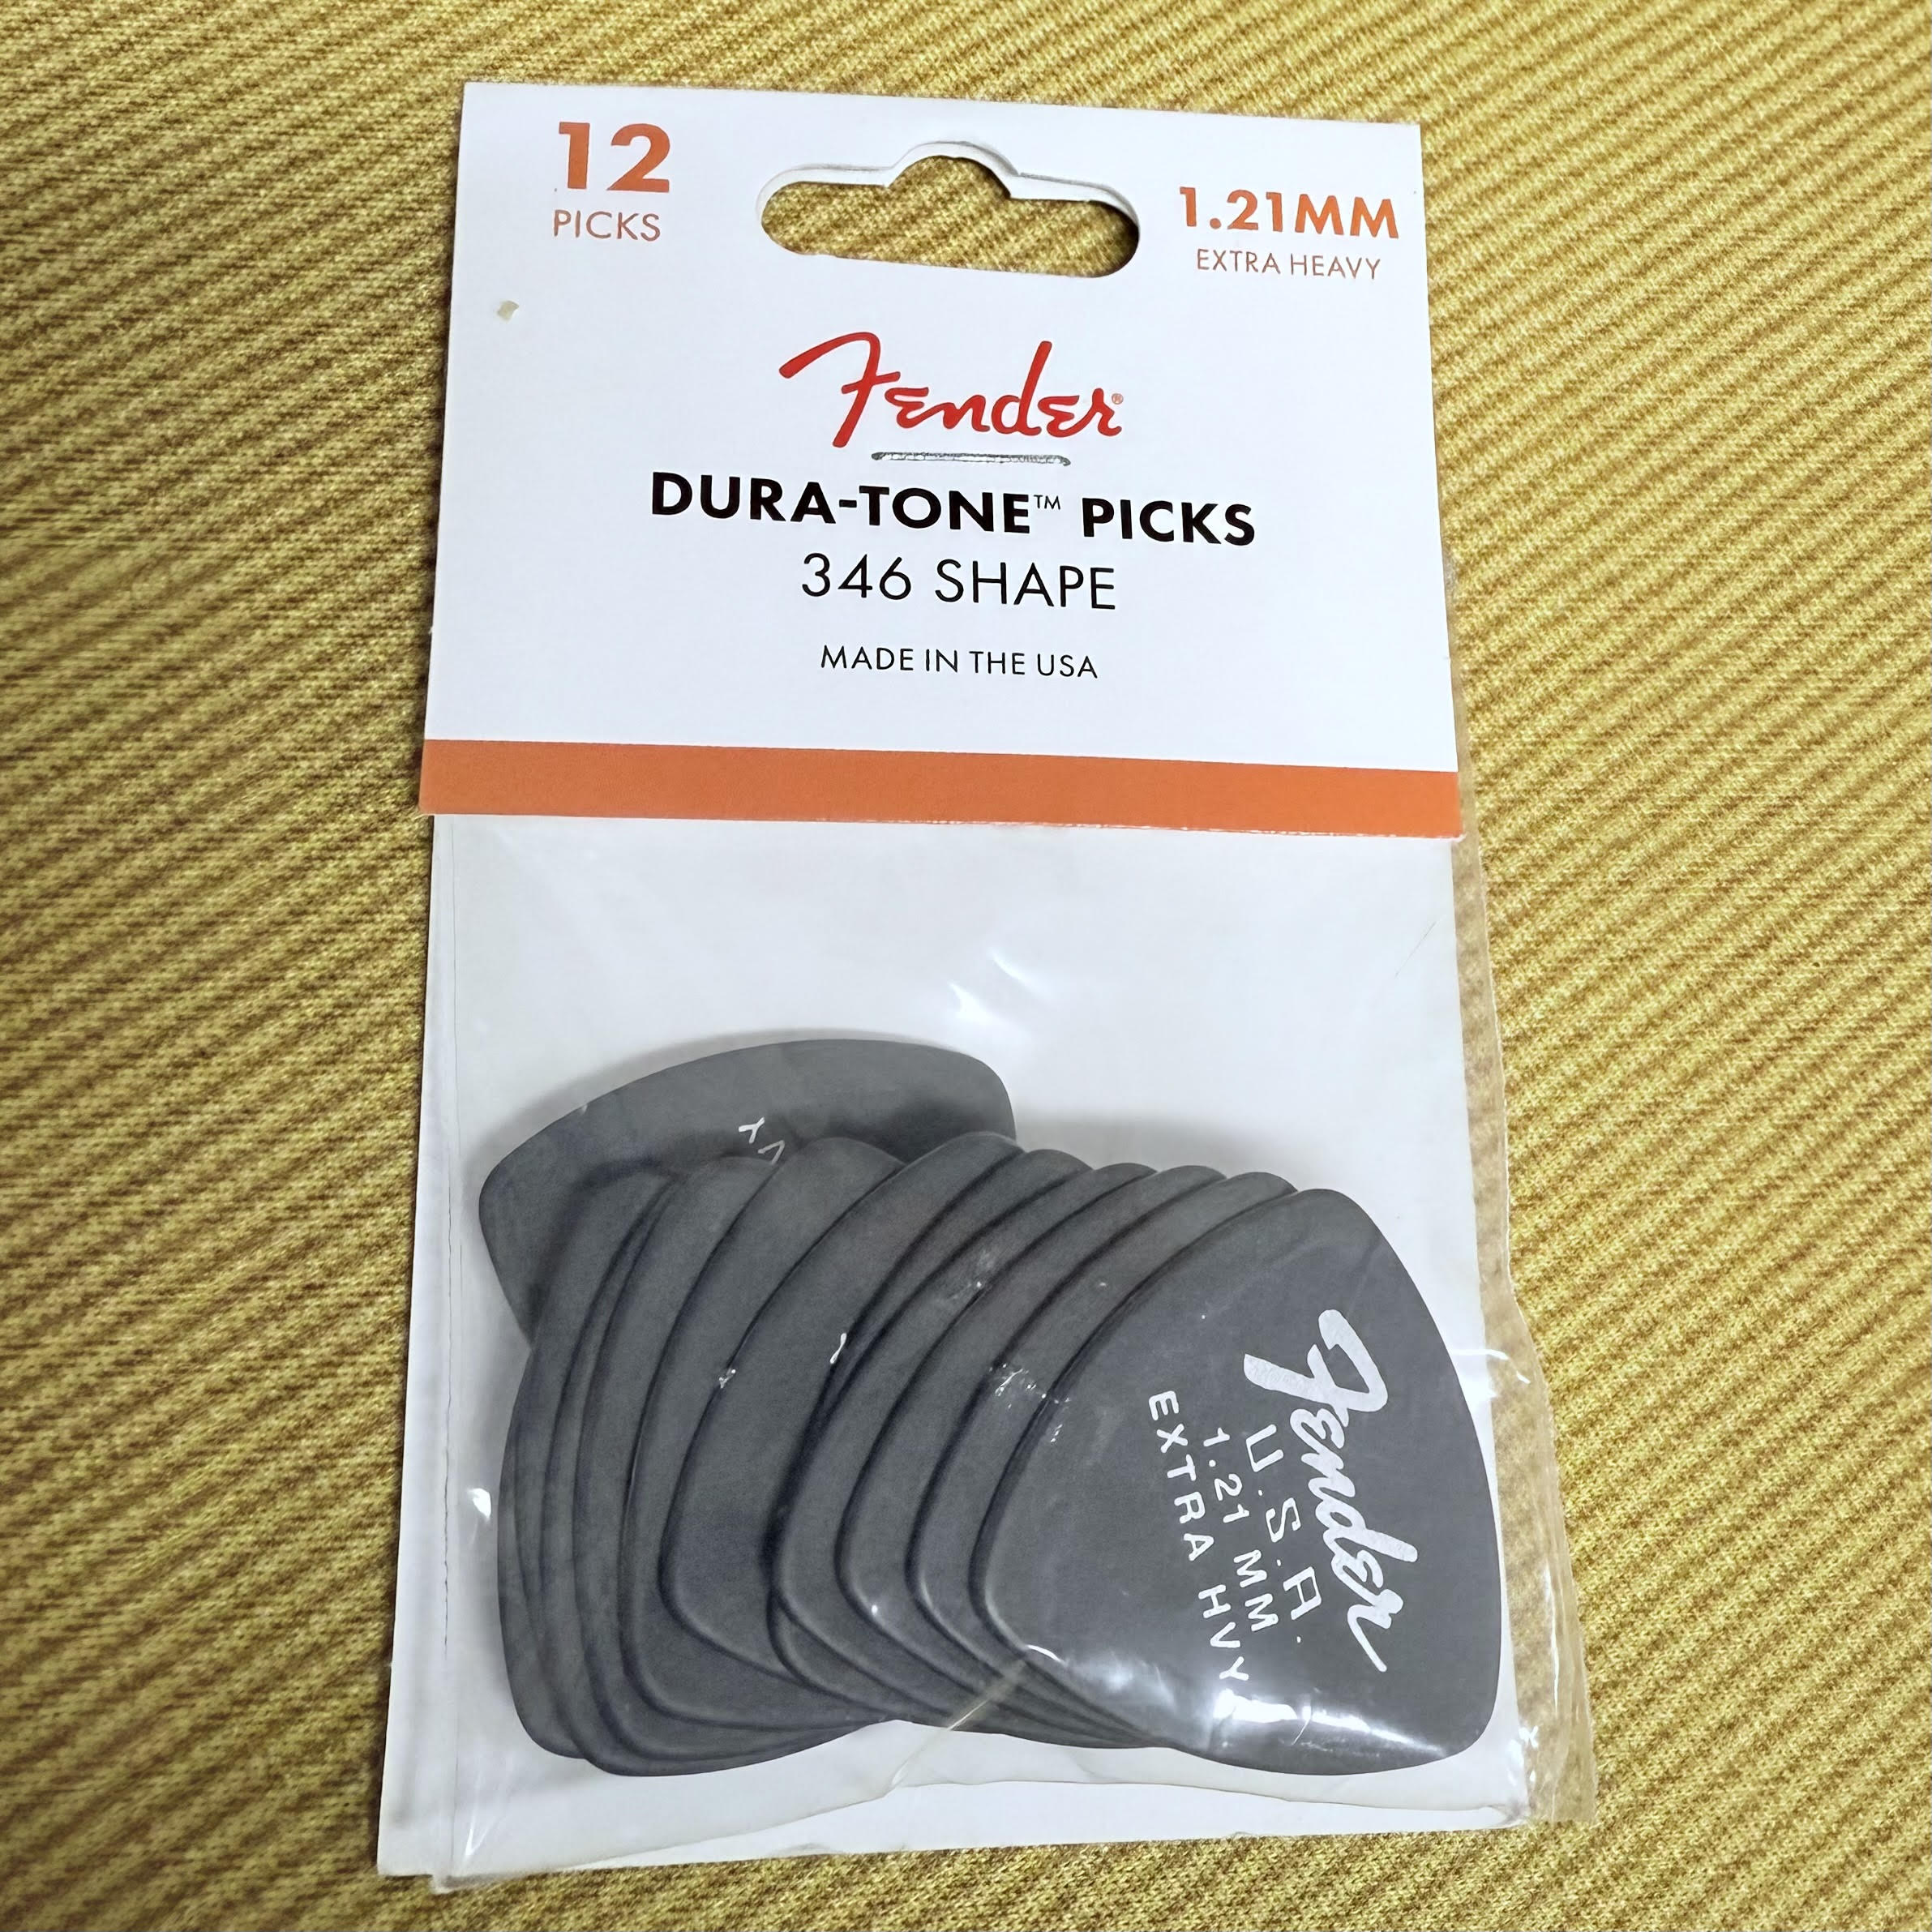 12
PICKS
1.21MM
EXTRA HEAVY
Fender®
DURA-TONE™ PICKS
346 SHAPE
MADE IN THE USA
VY
Fender
U.S.A.
1.21 MM
EXTRA HVY